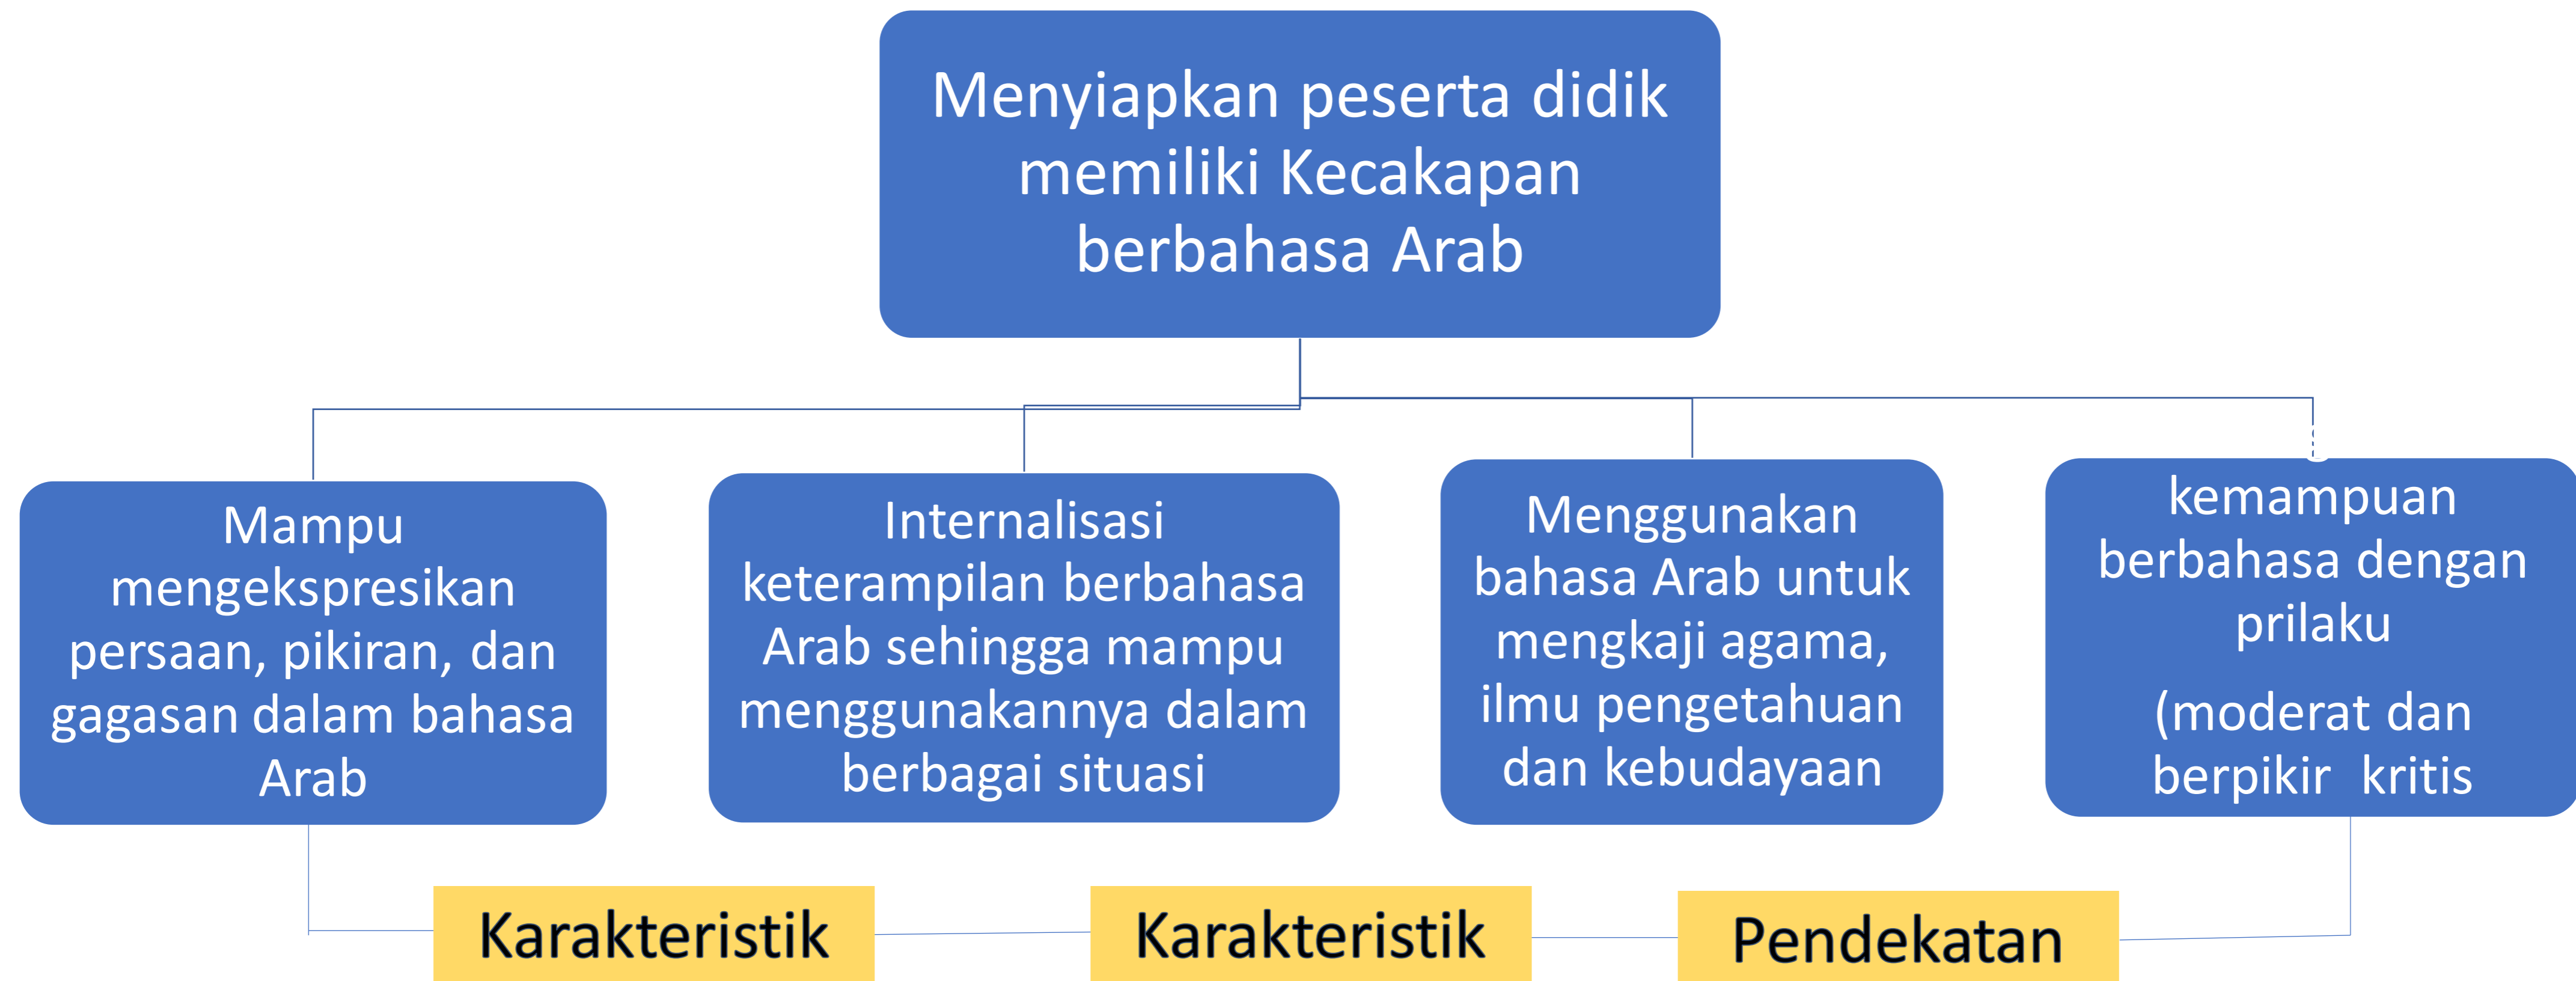 Menyiapkan peserta didik
memiliki Kecakapan
berbahasa Arab
Mampu
mengekspresikan
persaan, pikiran, dan
gagasan dalam bahasa
Arab
Internalisasi
keterampilan berbahasa
Arab sehingga mampu
menggunakannya dalam
berbagai situasi
Menggunakan
bahasa Arab untuk
mengkaji agama,
ilmu pengetahuan
dan kebudayaan
kemampuan
berbahasa dengan
prilaku
(moderat dan
berpikir  kritis
Karakteristik
Karakteristik
Pendekatan